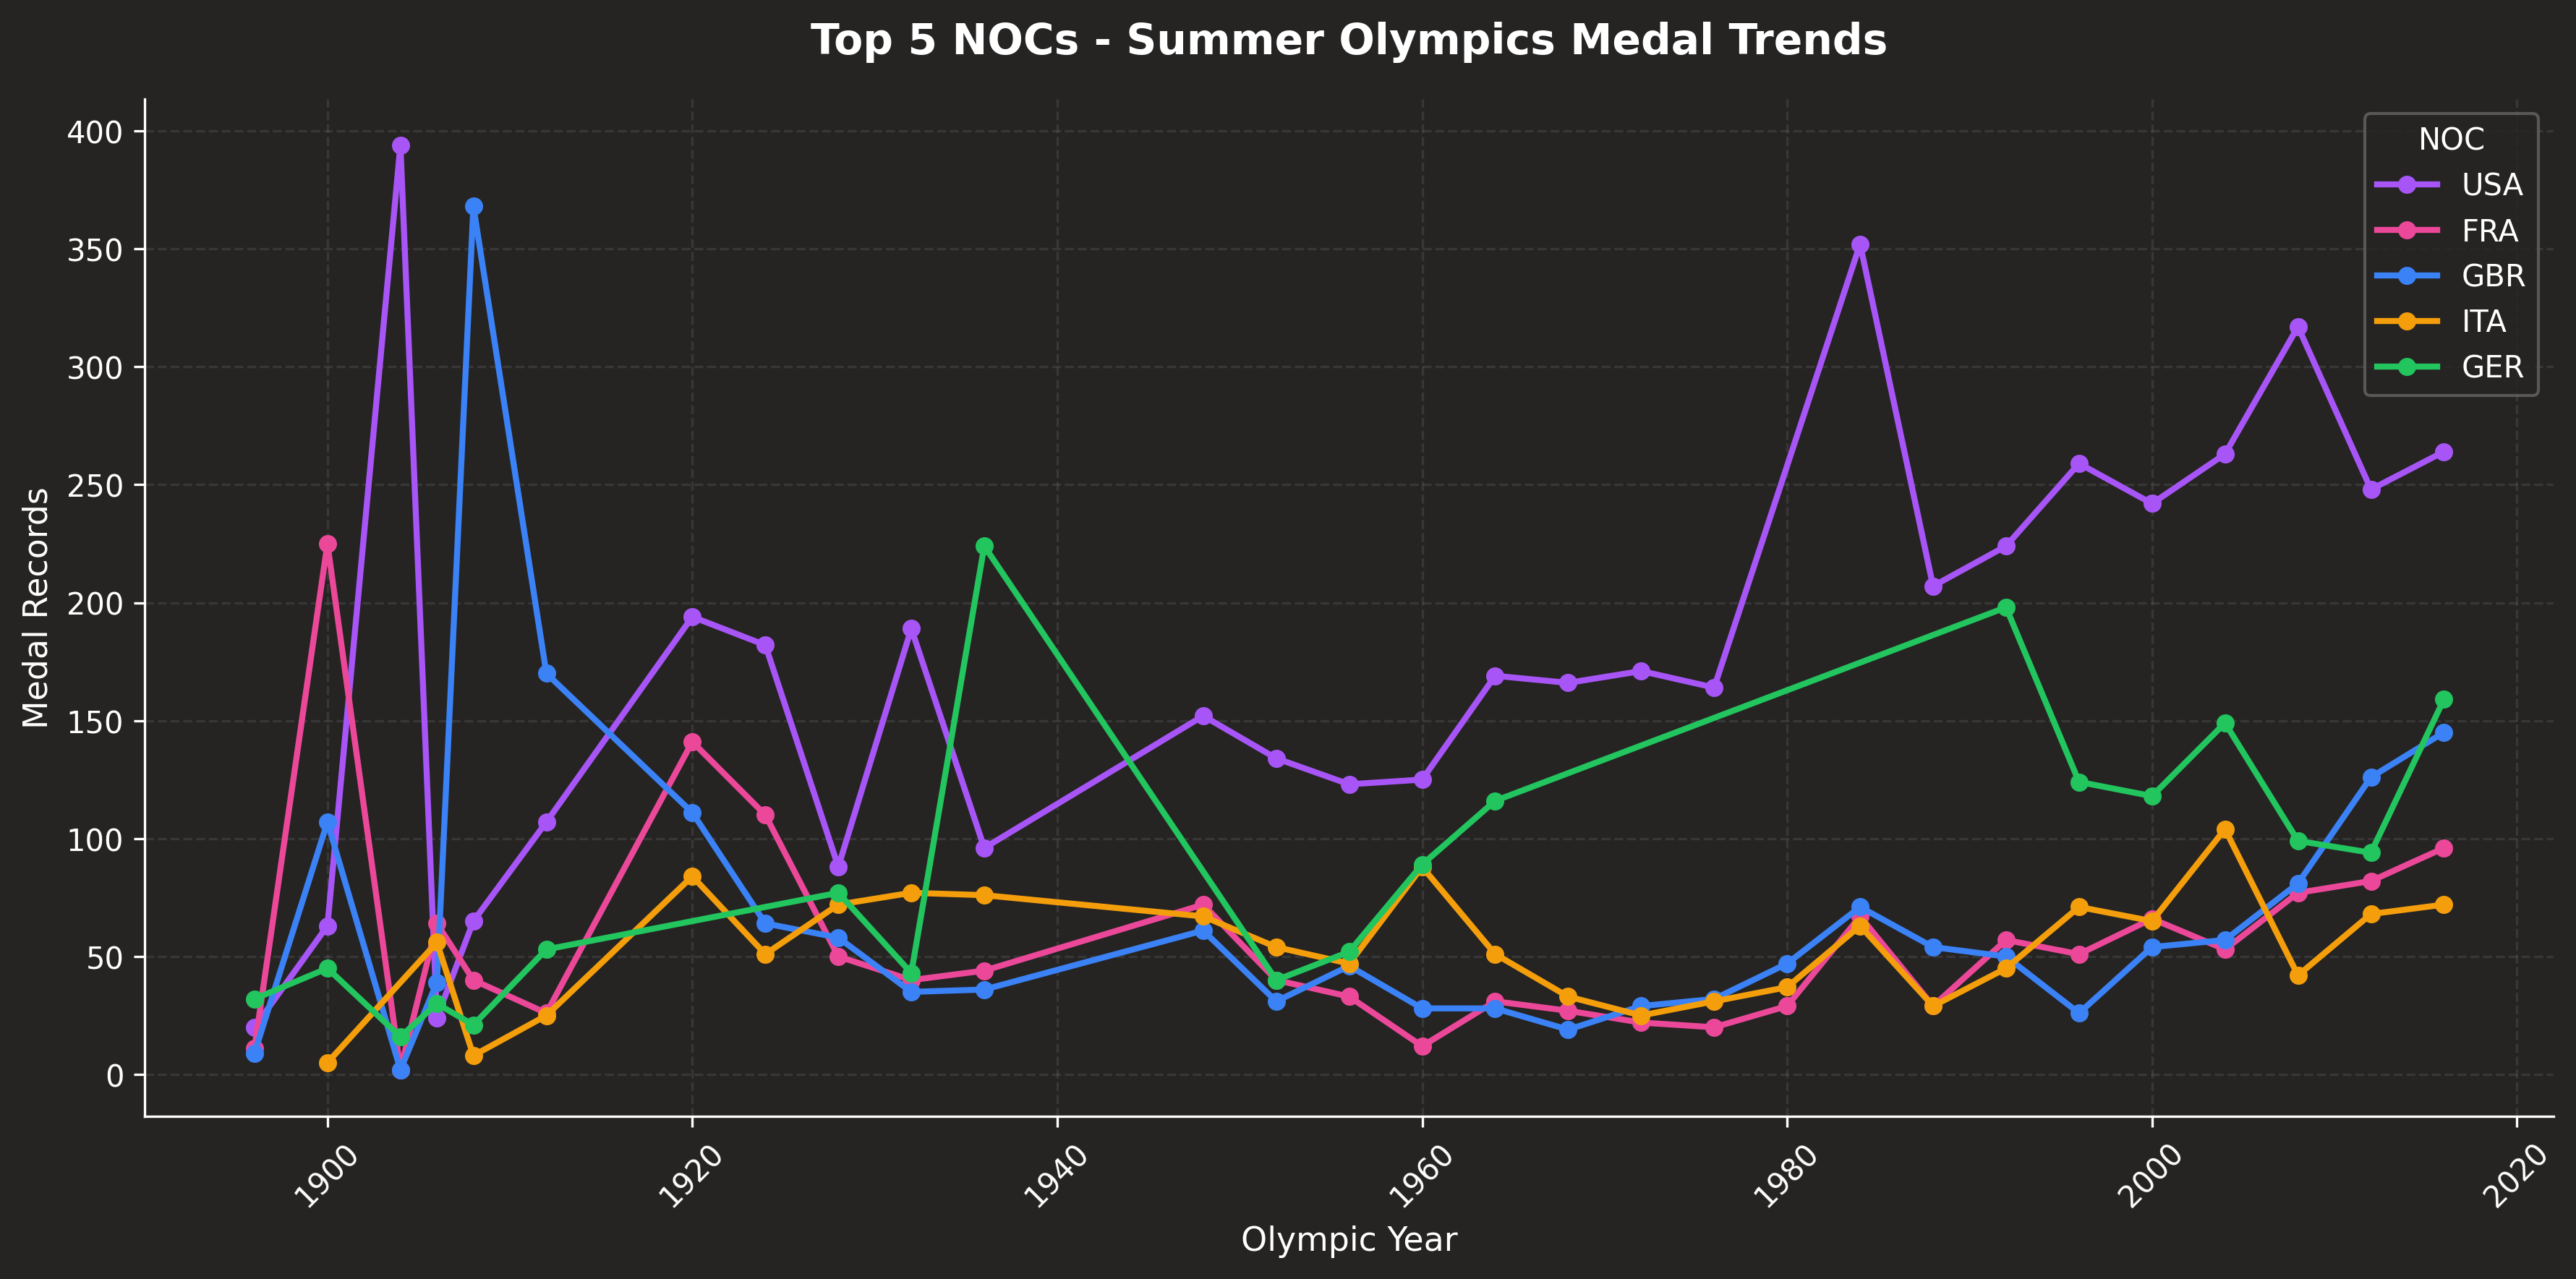 Top 5 NOCs - Summer Olympics Medal Trends
Medal Records
400
350
300
250
200
150
100
50
0
NOC
USA
FRA
GBR
ITA
GER
1900
1920
1940
1960
1980
2000
2020
Olympic Year